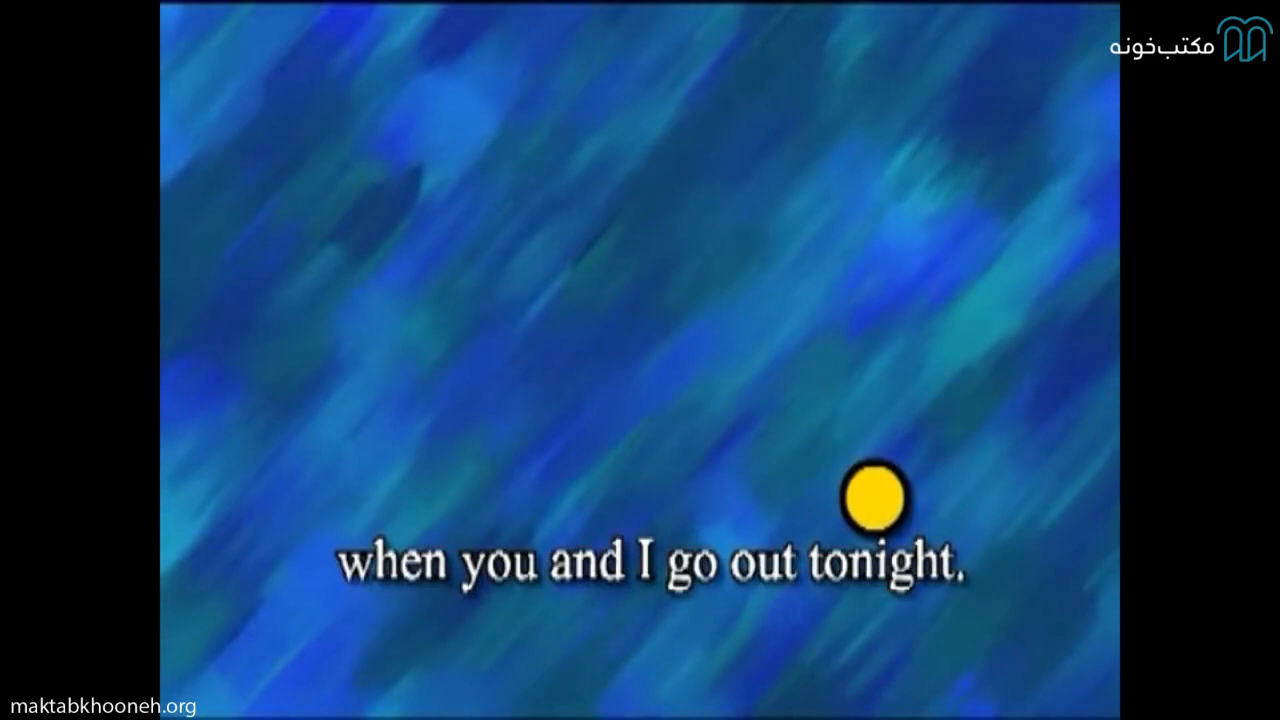 مکتب‌خونه
when you and I go out tonight.
maktabkhooneh.org